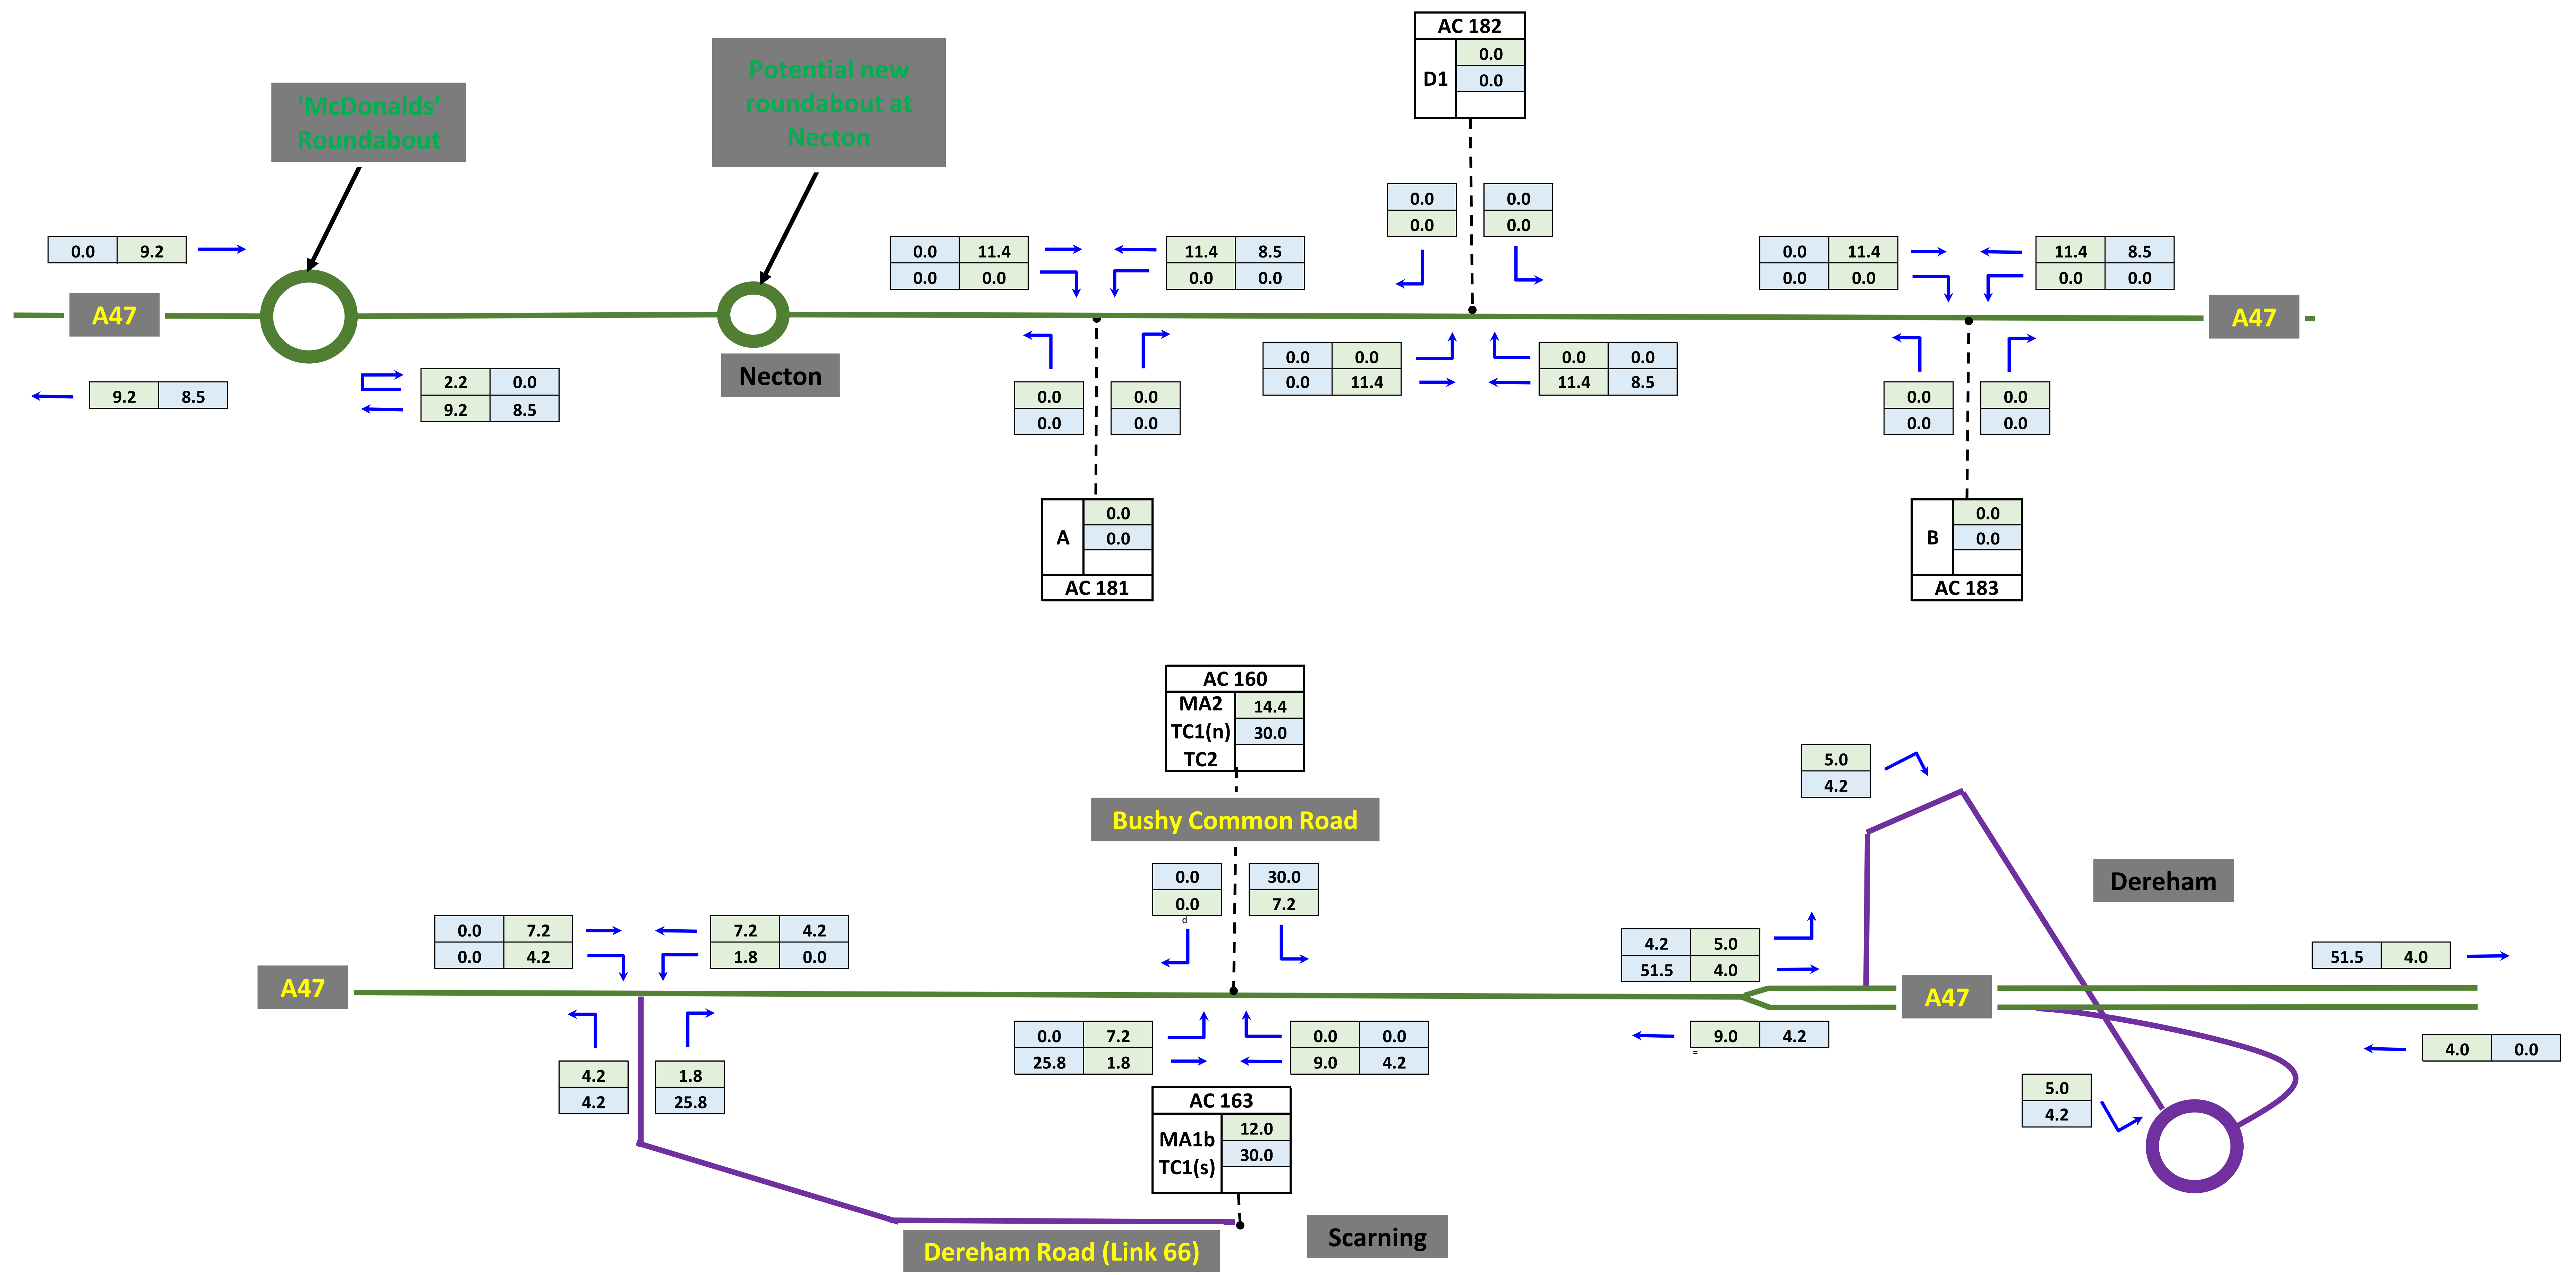 AC 182
D1
0.0
0.0
Potential new
roundabout at
Necton
'McDonalds'
Roundabout
0.0 0.0
0.0 0.0
0.0 9.2
0.0 11.4
0.0 0.0
11.4 8.5
0.0 0.0
0.0 11.4
0.0 0.0
11.4 8.5
0.0 0.0
A47
A47
Necton
9.2 8.5
2.2 0.0
9.2 8.5
0.0 0.0
0.0 0.0
0.0 0.0
0.0 11.4
0.0 0.0
11.4 8.5
0.0 0.0
0.0 0.0
A
0.0
0.0
AC 181
B
0.0
0.0
AC 183
AC 160
MA2 14.4
TC1(n) 30.0
TC2
Bushy Common Road
5.0
4.2
Dereham
0.0 30.0
0.0 7.2
d
0.0 7.2
0.0 4.2
7.2 4.2
1.8 0.0
4.2 5.0
51.5 4.0
51.5 4.0
A47
A47
4.2 1.8
4.2 25.8
0.0 7.2
25.8 1.8
0.0 0.0
9.0 4.2
9.0 4.2
=
4.0 0.0
5.0
4.2
AC 163
MA1b 12.0
TC1(s) 30.0
Scarning
Dereham Road (Link 66)